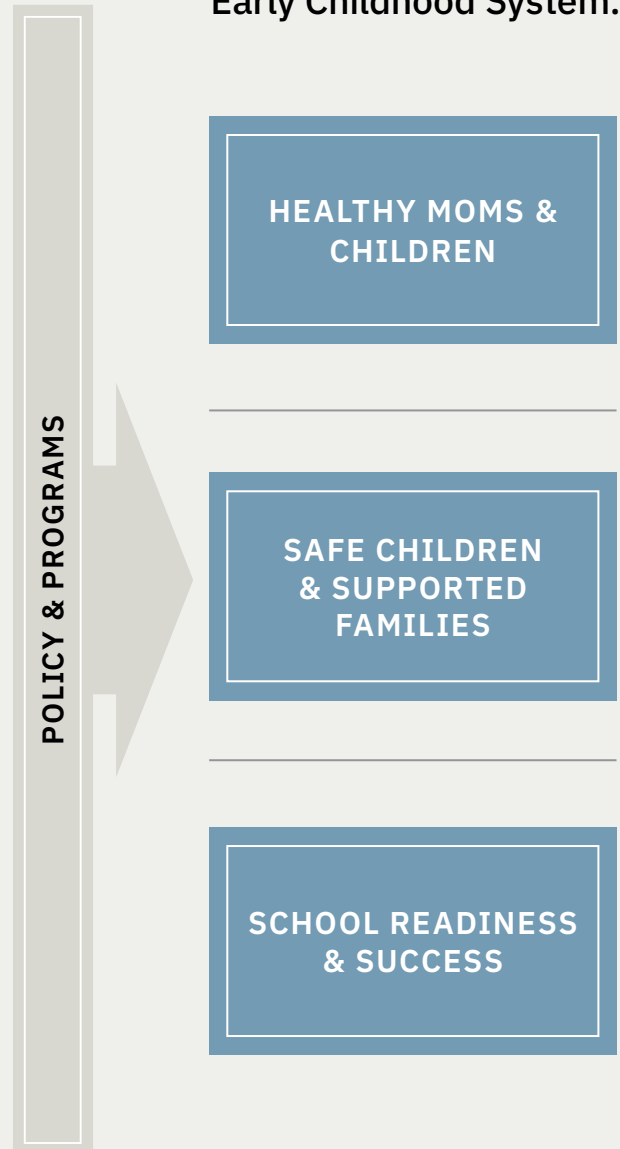 Early Childhood System.
POLICY & PROGRAMS
HEALTHY MOMS &
CHILDREN
SAFE CHILDREN
& SUPPORTED
FAMILIES
SCHOOL READINESS
& SUCCESS